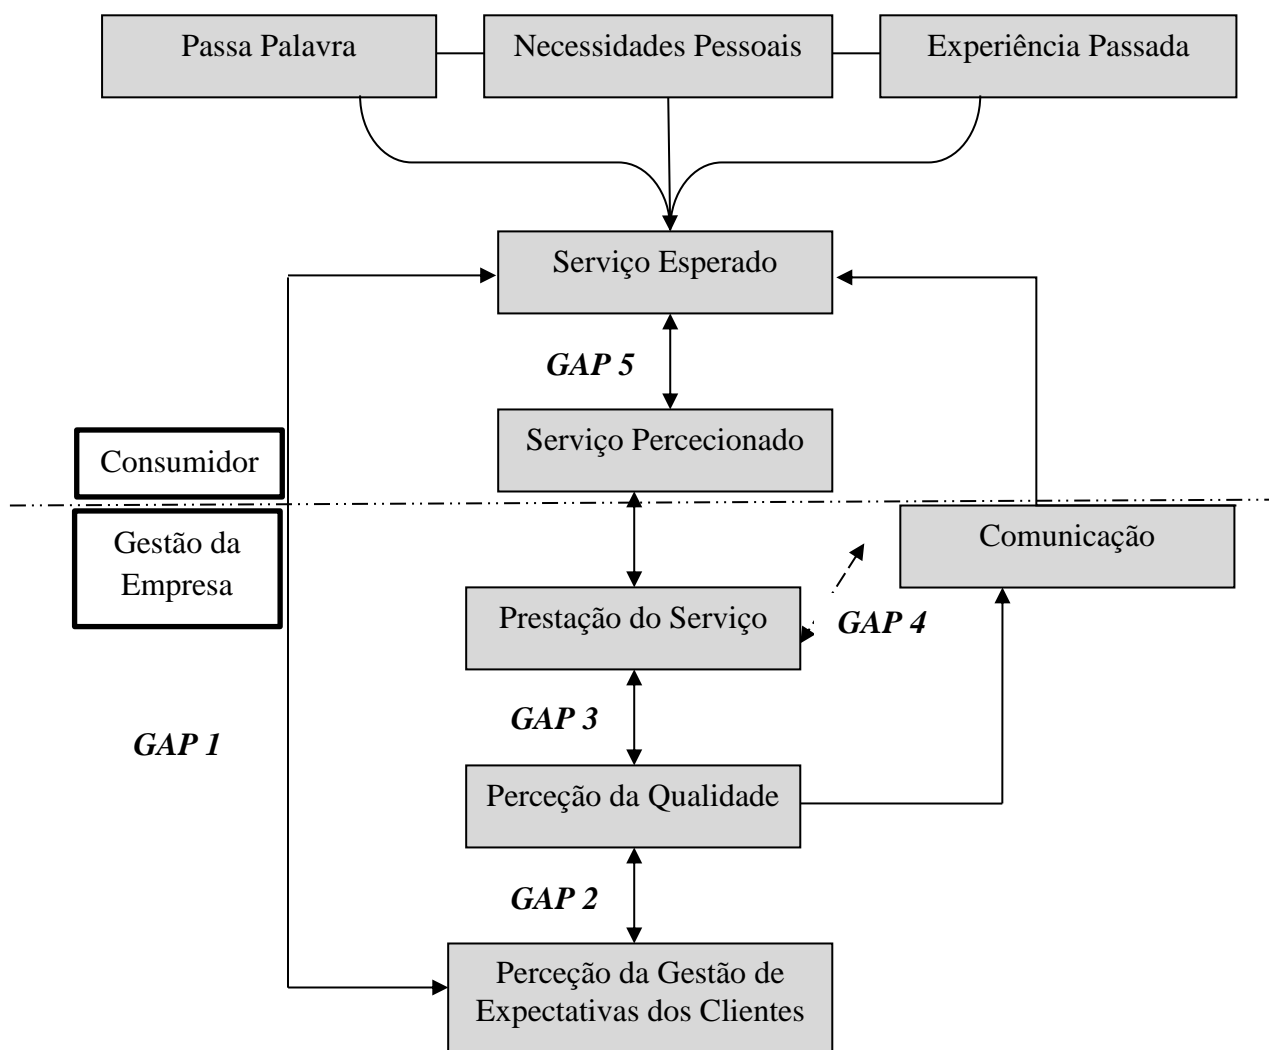 Passa Palavra
Necessidades Pessoais
Experiência Passada
Serviço Esperado
GAP 5
Serviço Percecionado
Consumidor
Gestão da
Empresa
Comunicação
Prestação do Serviço
GAP 4
GAP 3
GAP 1
Perceção da Qualidade
GAP 2
Perceção da Gestão de
Expectativas dos Clientes